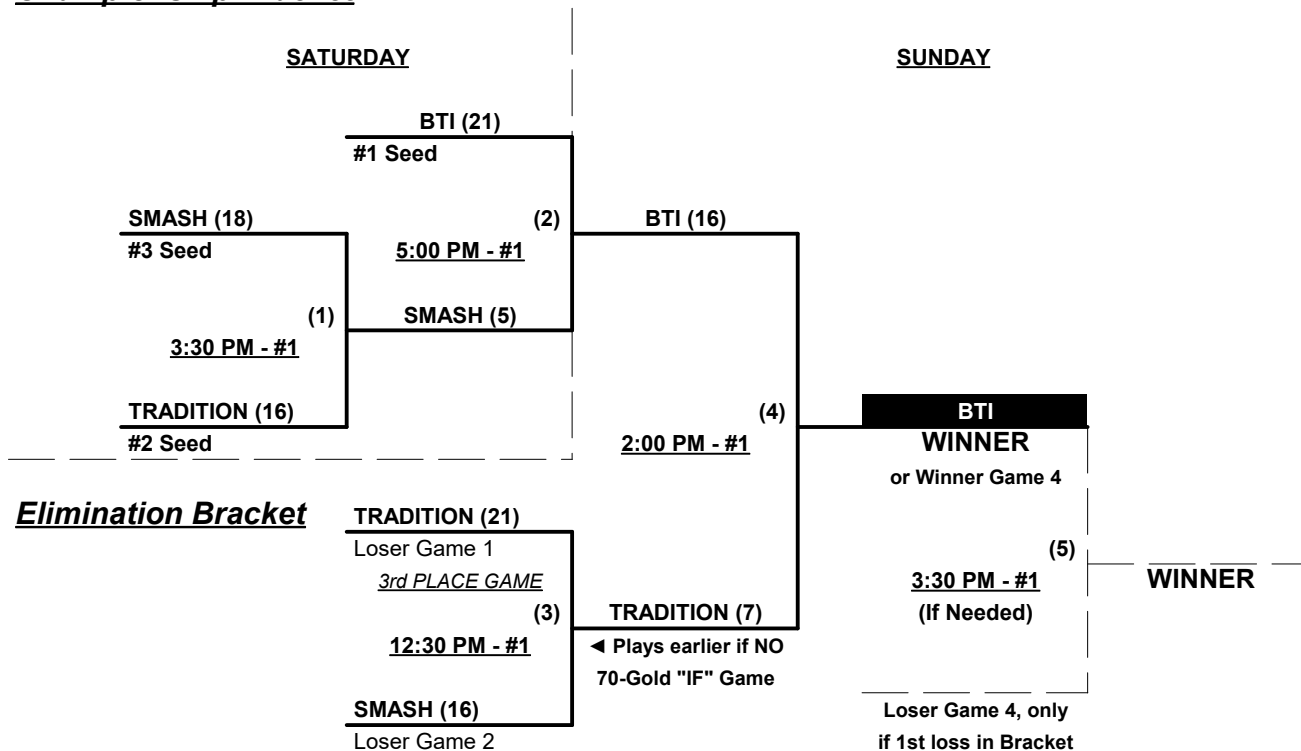 SATURDAY
SUNDAY
BTI (21)
#1 Seed
SMASH (18)
(2)
BTI (16)
#3 Seed
5:00 PM - #1
(1)
SMASH (5)
3:30 PM - #1
TRADITION (16)
(4)
BTI
#2 Seed
2:00 PM - #1
WINNER
or Winner Game 4
Elimination Bracket
TRADITION (21)
Loser Game 1
(5)
3rd PLACE GAME
3:30 PM - #1
WINNER
(3)
TRADITION (7)
(If Needed)
12:30 PM - #1
◄ Plays earlier if NO
70-Gold "IF" Game
SMASH (16)
Loser Game 4, only
Loser Game 2
if 1st loss in Bracket